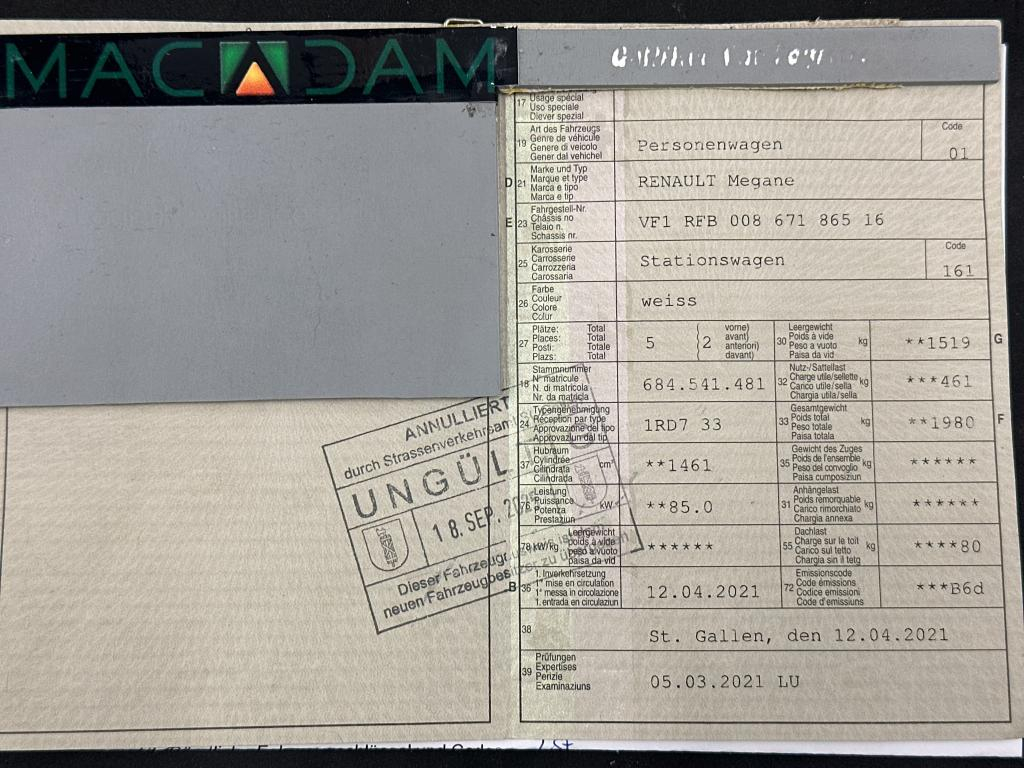 MACADAM
17 Usage spécial
Uso speciale
Diever spezial
19 Art des Fahrzeugs
Genre de véhicule
Genere di veicolo
Gener dal vehichel
Personenwagen
Code
01
D 21 Marke und Typ
Marque et type
Marca e tipo
Marca e tip
RENAULT Megane
E 23 Fahrgestell-Nr.
Châssis no
Telaio n.
Schassis nr.
VF1 RFB 008 671 865 16
25 Karosserie
Carrosserie
Carrozzeria
Carossaria
Stationswagen
Code
161
26 Farbe
Couleur
Colore
Colur
weiss
27 Plätze: Total
Places: Total
Posti: Totale
Plazs: Total
5 (2 vorne)
avant)
anteriori)
davant)
30 Leergewicht
Poids à vide
Peso a vuoto
Paisa da vid
kg
**1519
G
18 Stammnummer
N° matricule
N. di matricola
Nr. da matricla
684.541.481
32 Nutz-/Sattellast
Charge utile/sellette
Carico utile/sella
Chargia utila/sella
kg
***461
24 Typengenehmigung
Réception par type
Approvazione del tipo
Approvaziun dal tip
1RD7 33
33 Gesamtgewicht
Poids total
Peso totale
Paisa totala
kg
**1980
F
37 Hubraum
Cylindrée
Cilindrata
Cilindrada
cm³
**1461
35 Gewicht des Zuges
Poids de l'ensemble
Peso del convoglio
Paisa cumposiziun
kg
******
76 Leistung
Puissance
Potenza
Prestaziun
kW
**85.0
31 Anhängelast
Poids remorquable
Carico rimorchiato
Chargia annexa
kg
******
78 kW/kg Leergewicht
poids à vide
peso a vuoto
paisa da vid
******
55 Dachlast
Charge sur le toit
Carico sul tetto
Chargia sin il tetg
kg
****80
B 36 1. Inverkehrsetzung
1re mise en circulation
1a messa in circolazione
1. entrada en circulaziun
12.04.2021
72 Emissionscode
Code émissions
Codice emissioni
Code d'emissiuns
***B6d
38
St. Gallen, den 12.04.2021
39 Prüfungen
Expertises
Perizie
Examinaziuns
05.03.2021 LU
ANNULLIERT
durch Strassenverkehrsamt
UNGÜL
18. SEP.
Dieser Fahrzeug
neuen Fahrzeugbesitzer zu